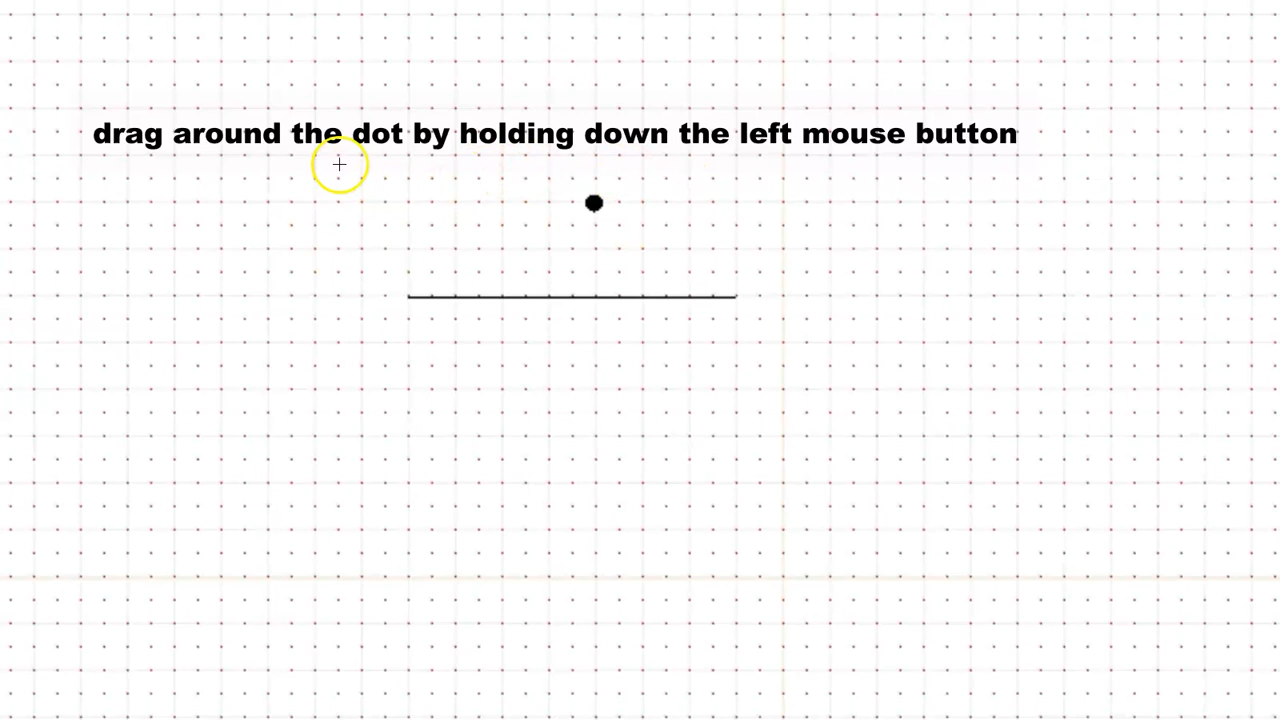 drag around the dot by holding down the left mouse button